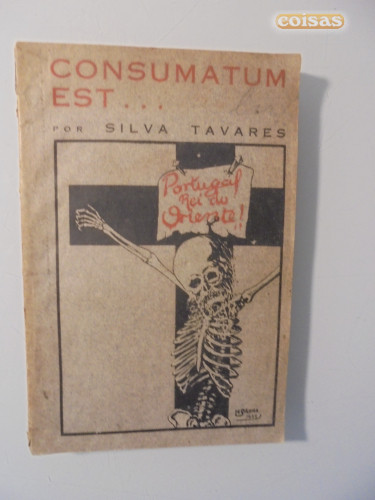 coisas
CONSUMATUM
EST...
POR SILVA TAVARES
Portugal
Rei do
Oriente!